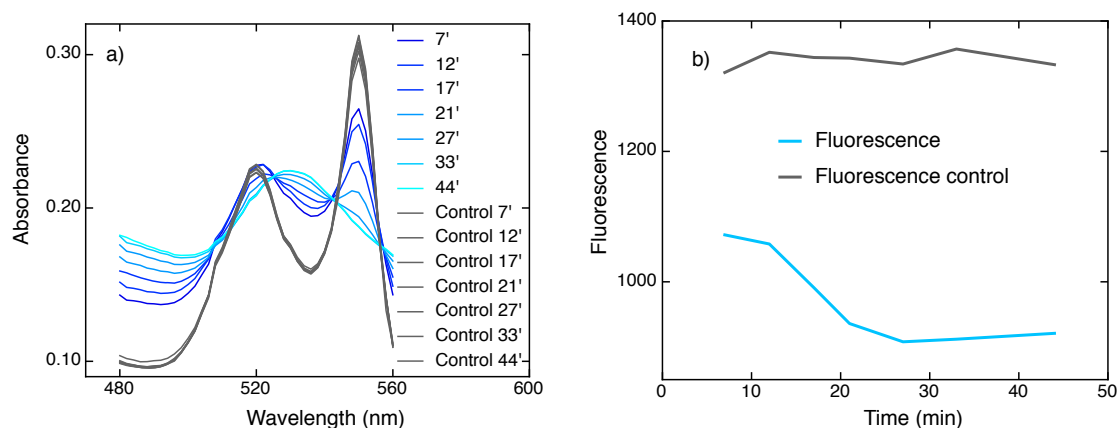 a)
0.30
0.20
0.10
Absorbance
480
520
560
600
Wavelength (nm)
7'
12'
17'
21'
27'
33'
44'
Control 7'
Control 12'
Control 17'
Control 21'
Control 27'
Control 33'
Control 44'
b)
1400
1200
1000
Fluorescence
Fluorescence
Fluorescence control
0
10
20
30
40
50
Time (min)